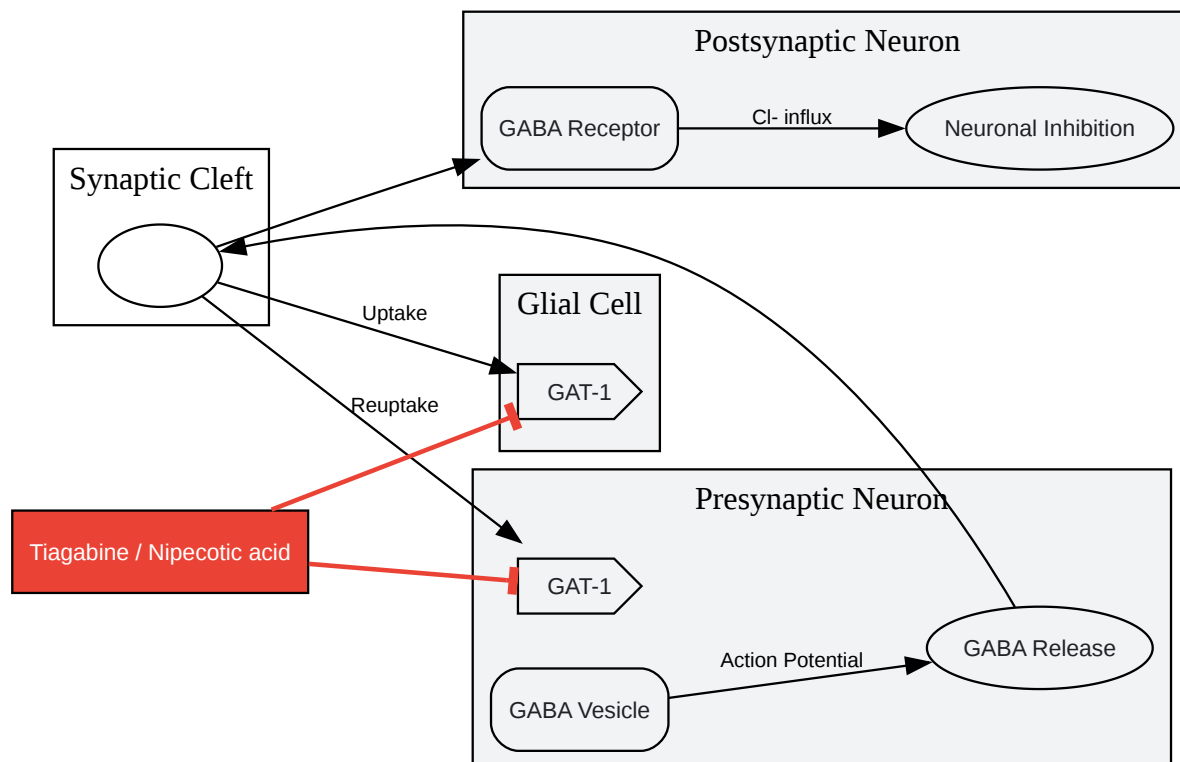 Postsynaptic Neuron
GABA Receptor
Cl- influx
Neuronal Inhibition
Synaptic Cleft
Glial Cell
Uptake
GAT-1
Reuptake
Presynaptic Neuron
Tiagabine / Nipecotic acid
GAT-1
GABA Release
Action Potential
GABA Vesicle